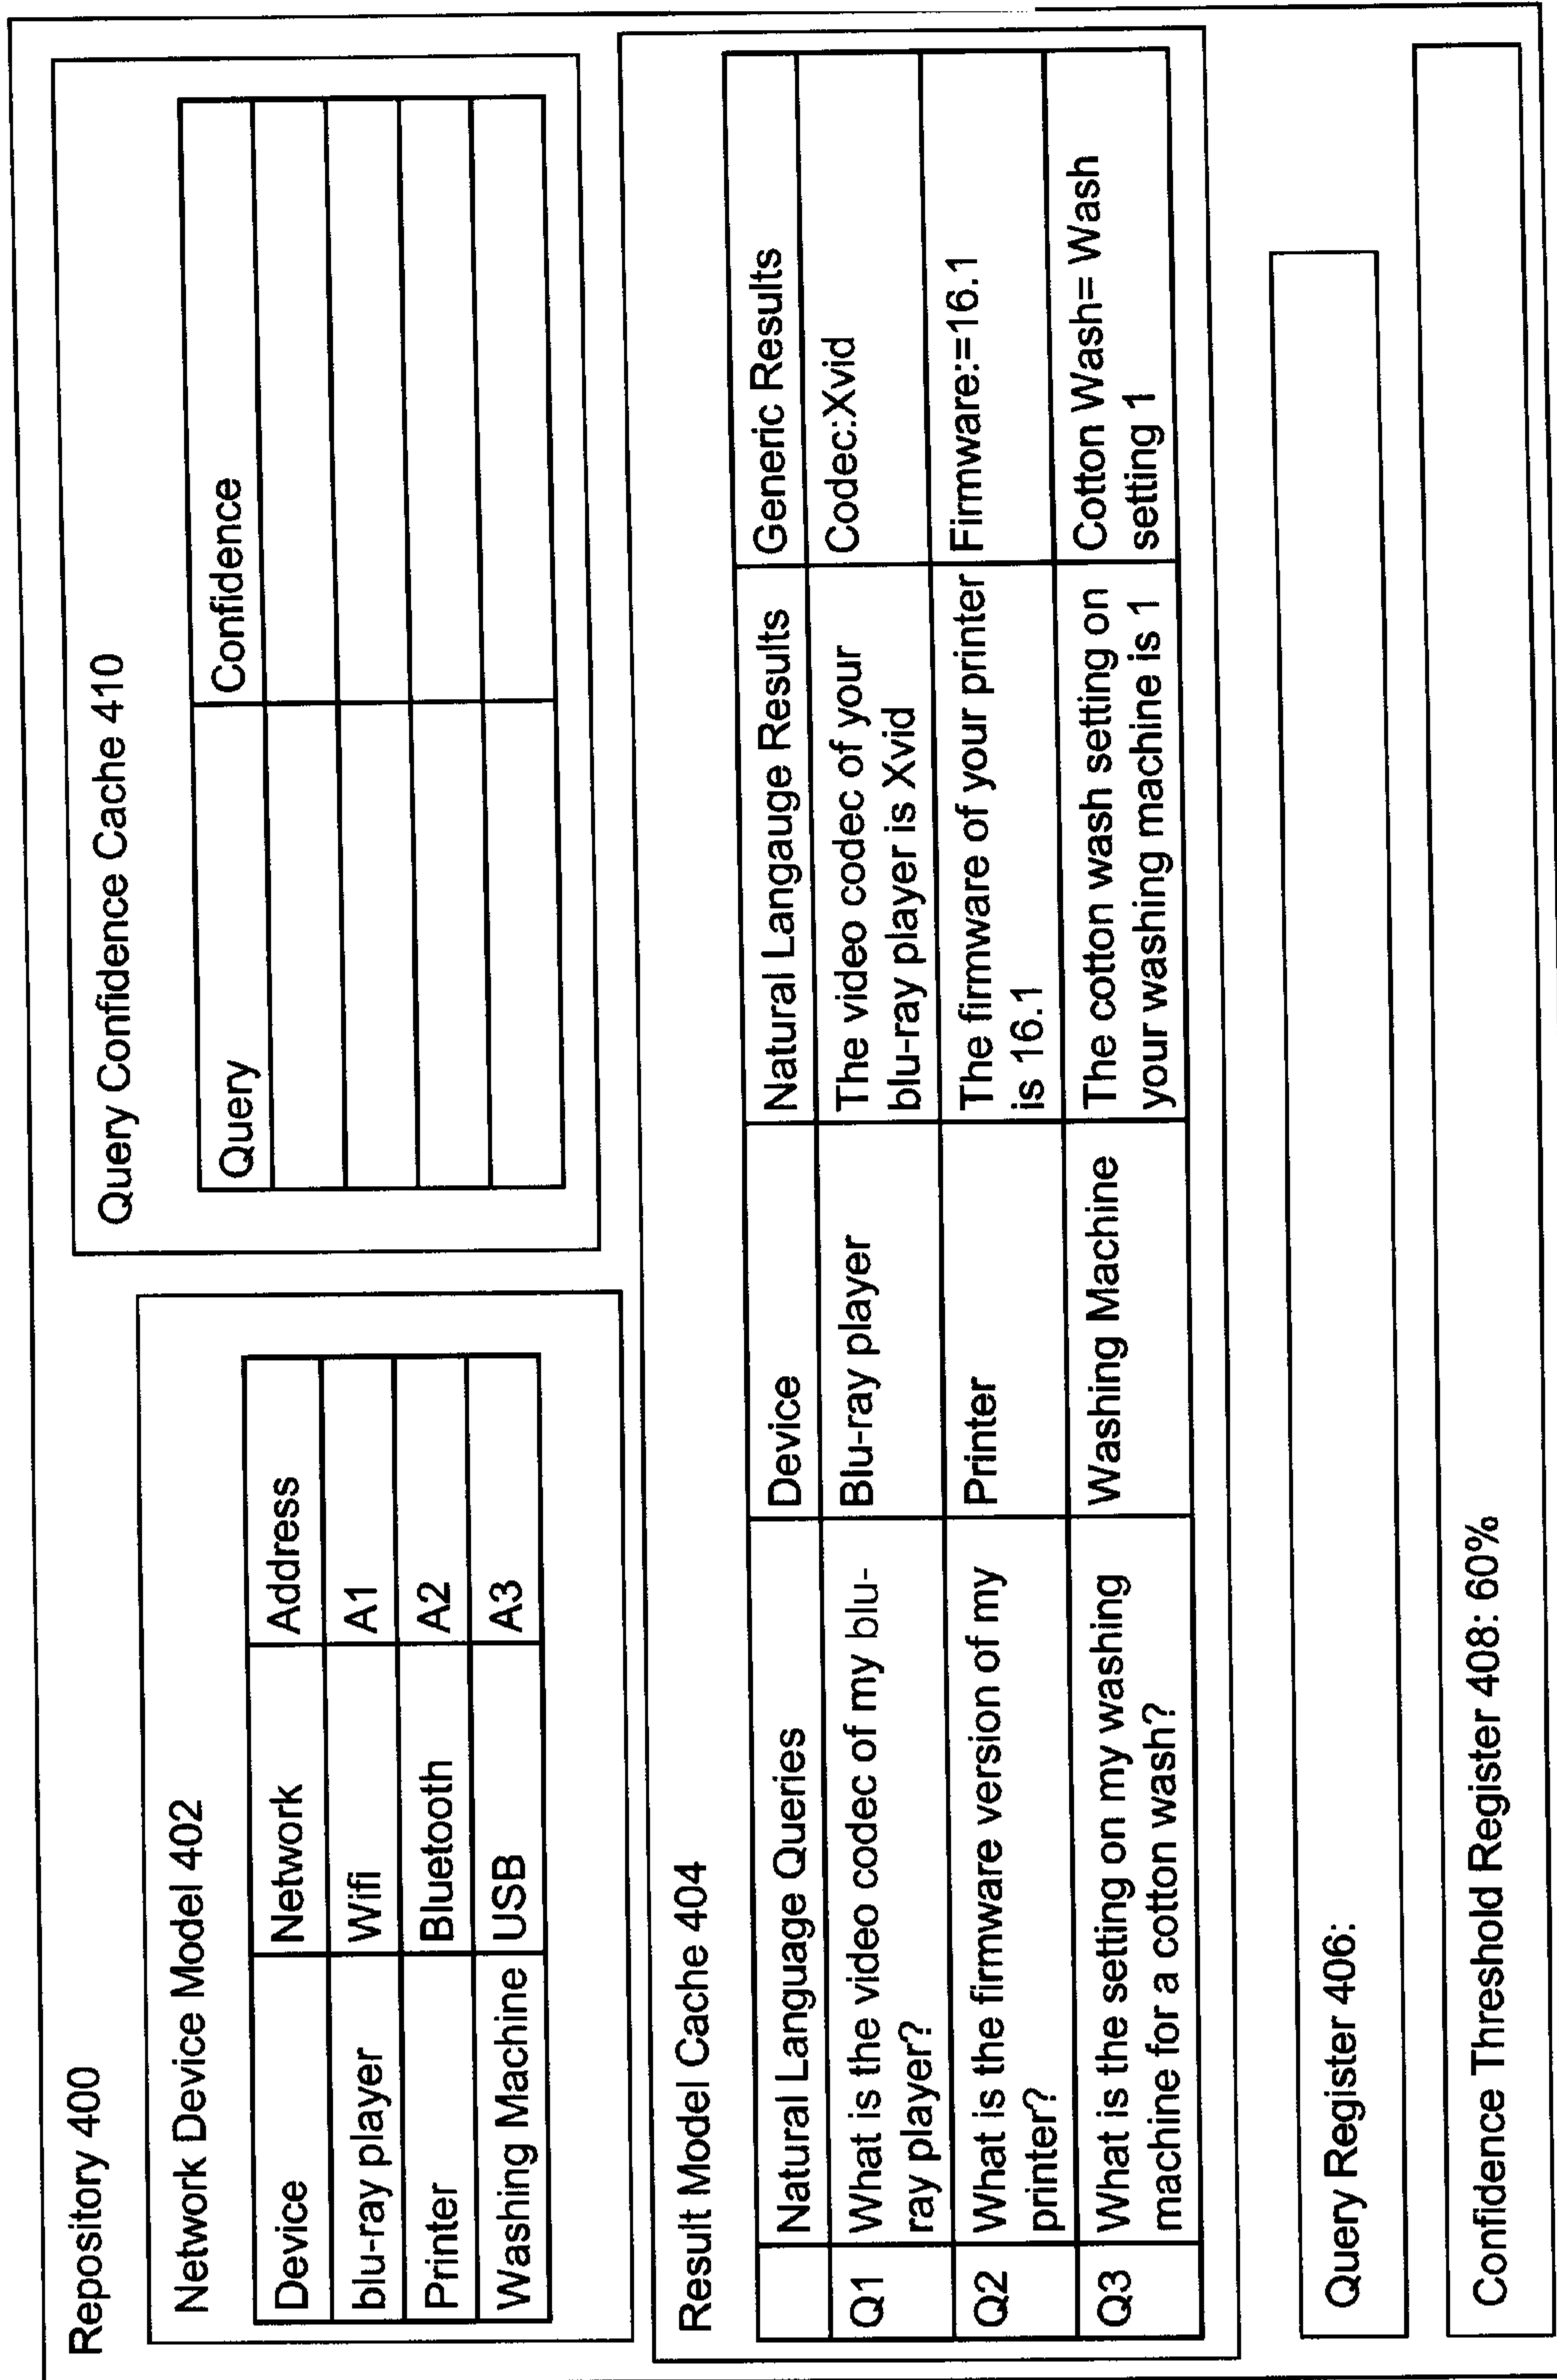 Repository 400
Network Device Model 402
Device Network Address
blu-ray player Wifi A1
Printer Bluetooth A2
Washing Machine USB A3
Query Confidence Cache 410
Query Confidence
Result Model Cache 404
Natural Language Queries Device Natural Langauge Results Generic Results
Q1 What is the video codec of my blu-
ray player? Blu-ray player The video codec of your
blu-ray player is Xvid Codec:Xvid
Q2 What is the firmware version of my
printer? Printer The firmware of your printer
is 16.1 Firmware:=16.1
Q3 What is the setting on my washing
machine for a cotton wash? Washing Machine The cotton wash setting on
your washing machine is 1 Cotton Wash= Wash
setting 1
Query Register 406:
Confidence Threshold Register 408: 60%